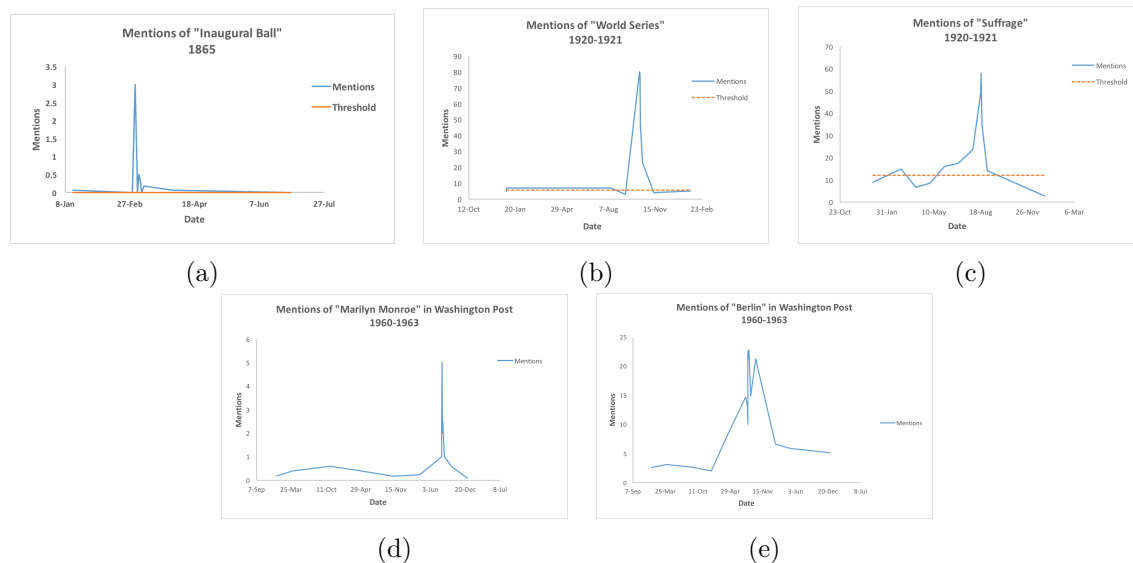 Mentions of "Inaugural Ball"
1865
3.5
3
2.5
2
1.5
1
0.5
0
Mentions
8-Jan 27-Feb 18-Apr 7-Jun 27-Jul
Date
Mentions
Threshold
(a)
Mentions of "World Series"
1920-1921
90
80
70
60
50
40
30
20
10
0
Mentions
12-Oct 20-Jan 29-Apr 7-Aug 15-Nov 23-Feb
Date
Mentions
Threshold
(b)
Mentions of "Suffrage"
1920-1921
70
60
50
40
30
20
10
0
Mentions
23-Oct 31-Jan 10-May 18-Aug 26-Nov 6-Mar
Date
Mentions
Threshold
(c)
Mentions of "Marilyn Monroe" in Washington Post
1960-1963
6
5
4
3
2
1
0
Mentions
7-Sep 25-Mar 11-Oct 29-Apr 15-Nov 3-Jun 20-Dec 8-Jul
Date
Mentions
(d)
Mentions of "Berlin" in Washington Post
1960-1963
25
20
15
10
5
0
Mentions
7-Sep 25-Mar 11-Oct 29-Apr 15-Nov 3-Jun 20-Dec 8-Jul
Date
Mentions
(e)